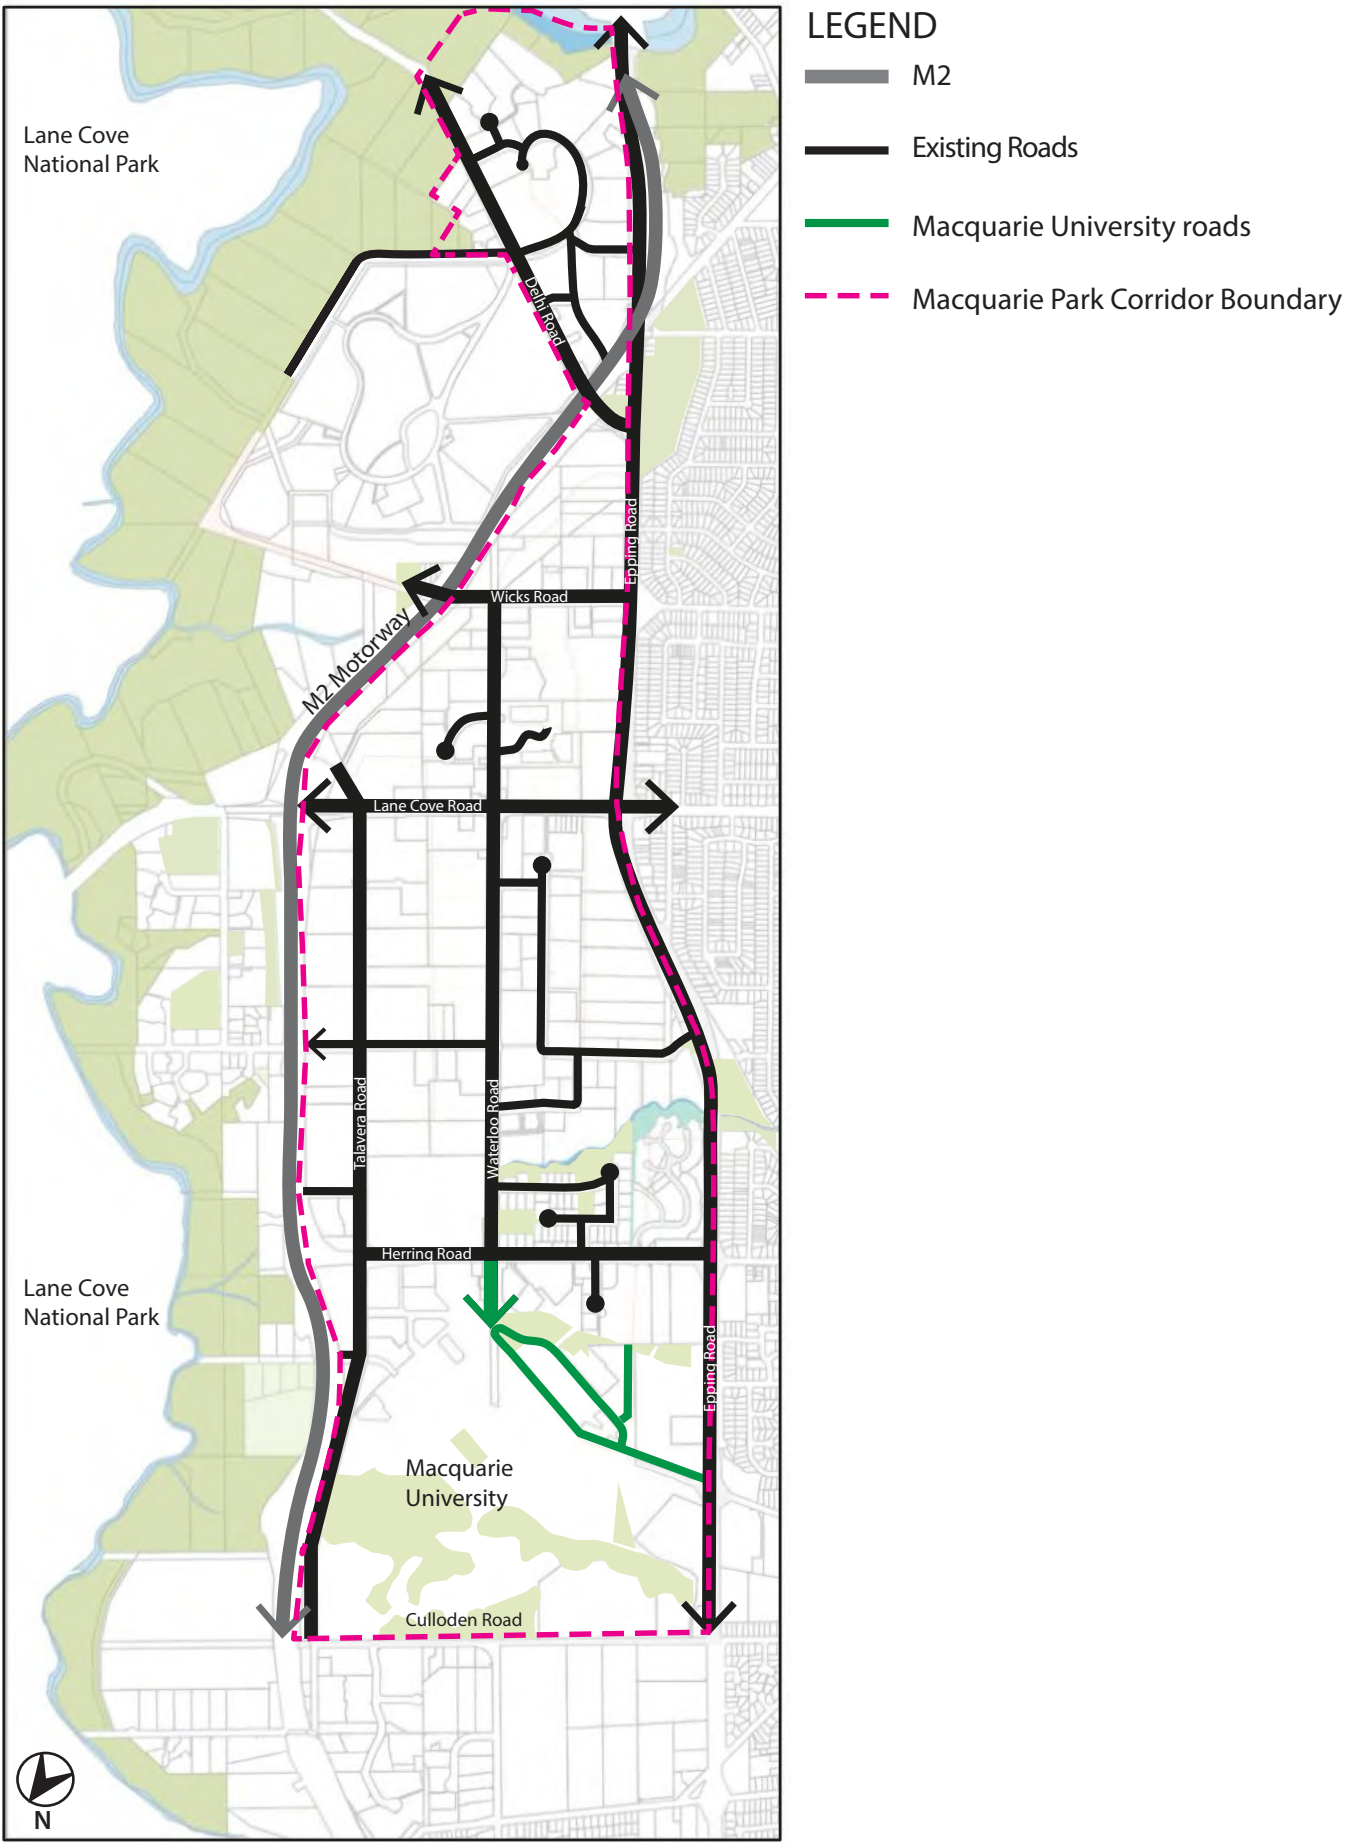 LEGEND
M2
Existing Roads
Macquarie University roads
Macquarie Park Corridor Boundary
Lane Cove
National Park
Delhi Road
Epping Road
Wicks Road
M2 Motorway
Lane Cove Road
Talavera Road
Waterloo Road
Herring Road
Lane Cove
National Park
Epping Road
Macquarie
University
Culloden Road
N